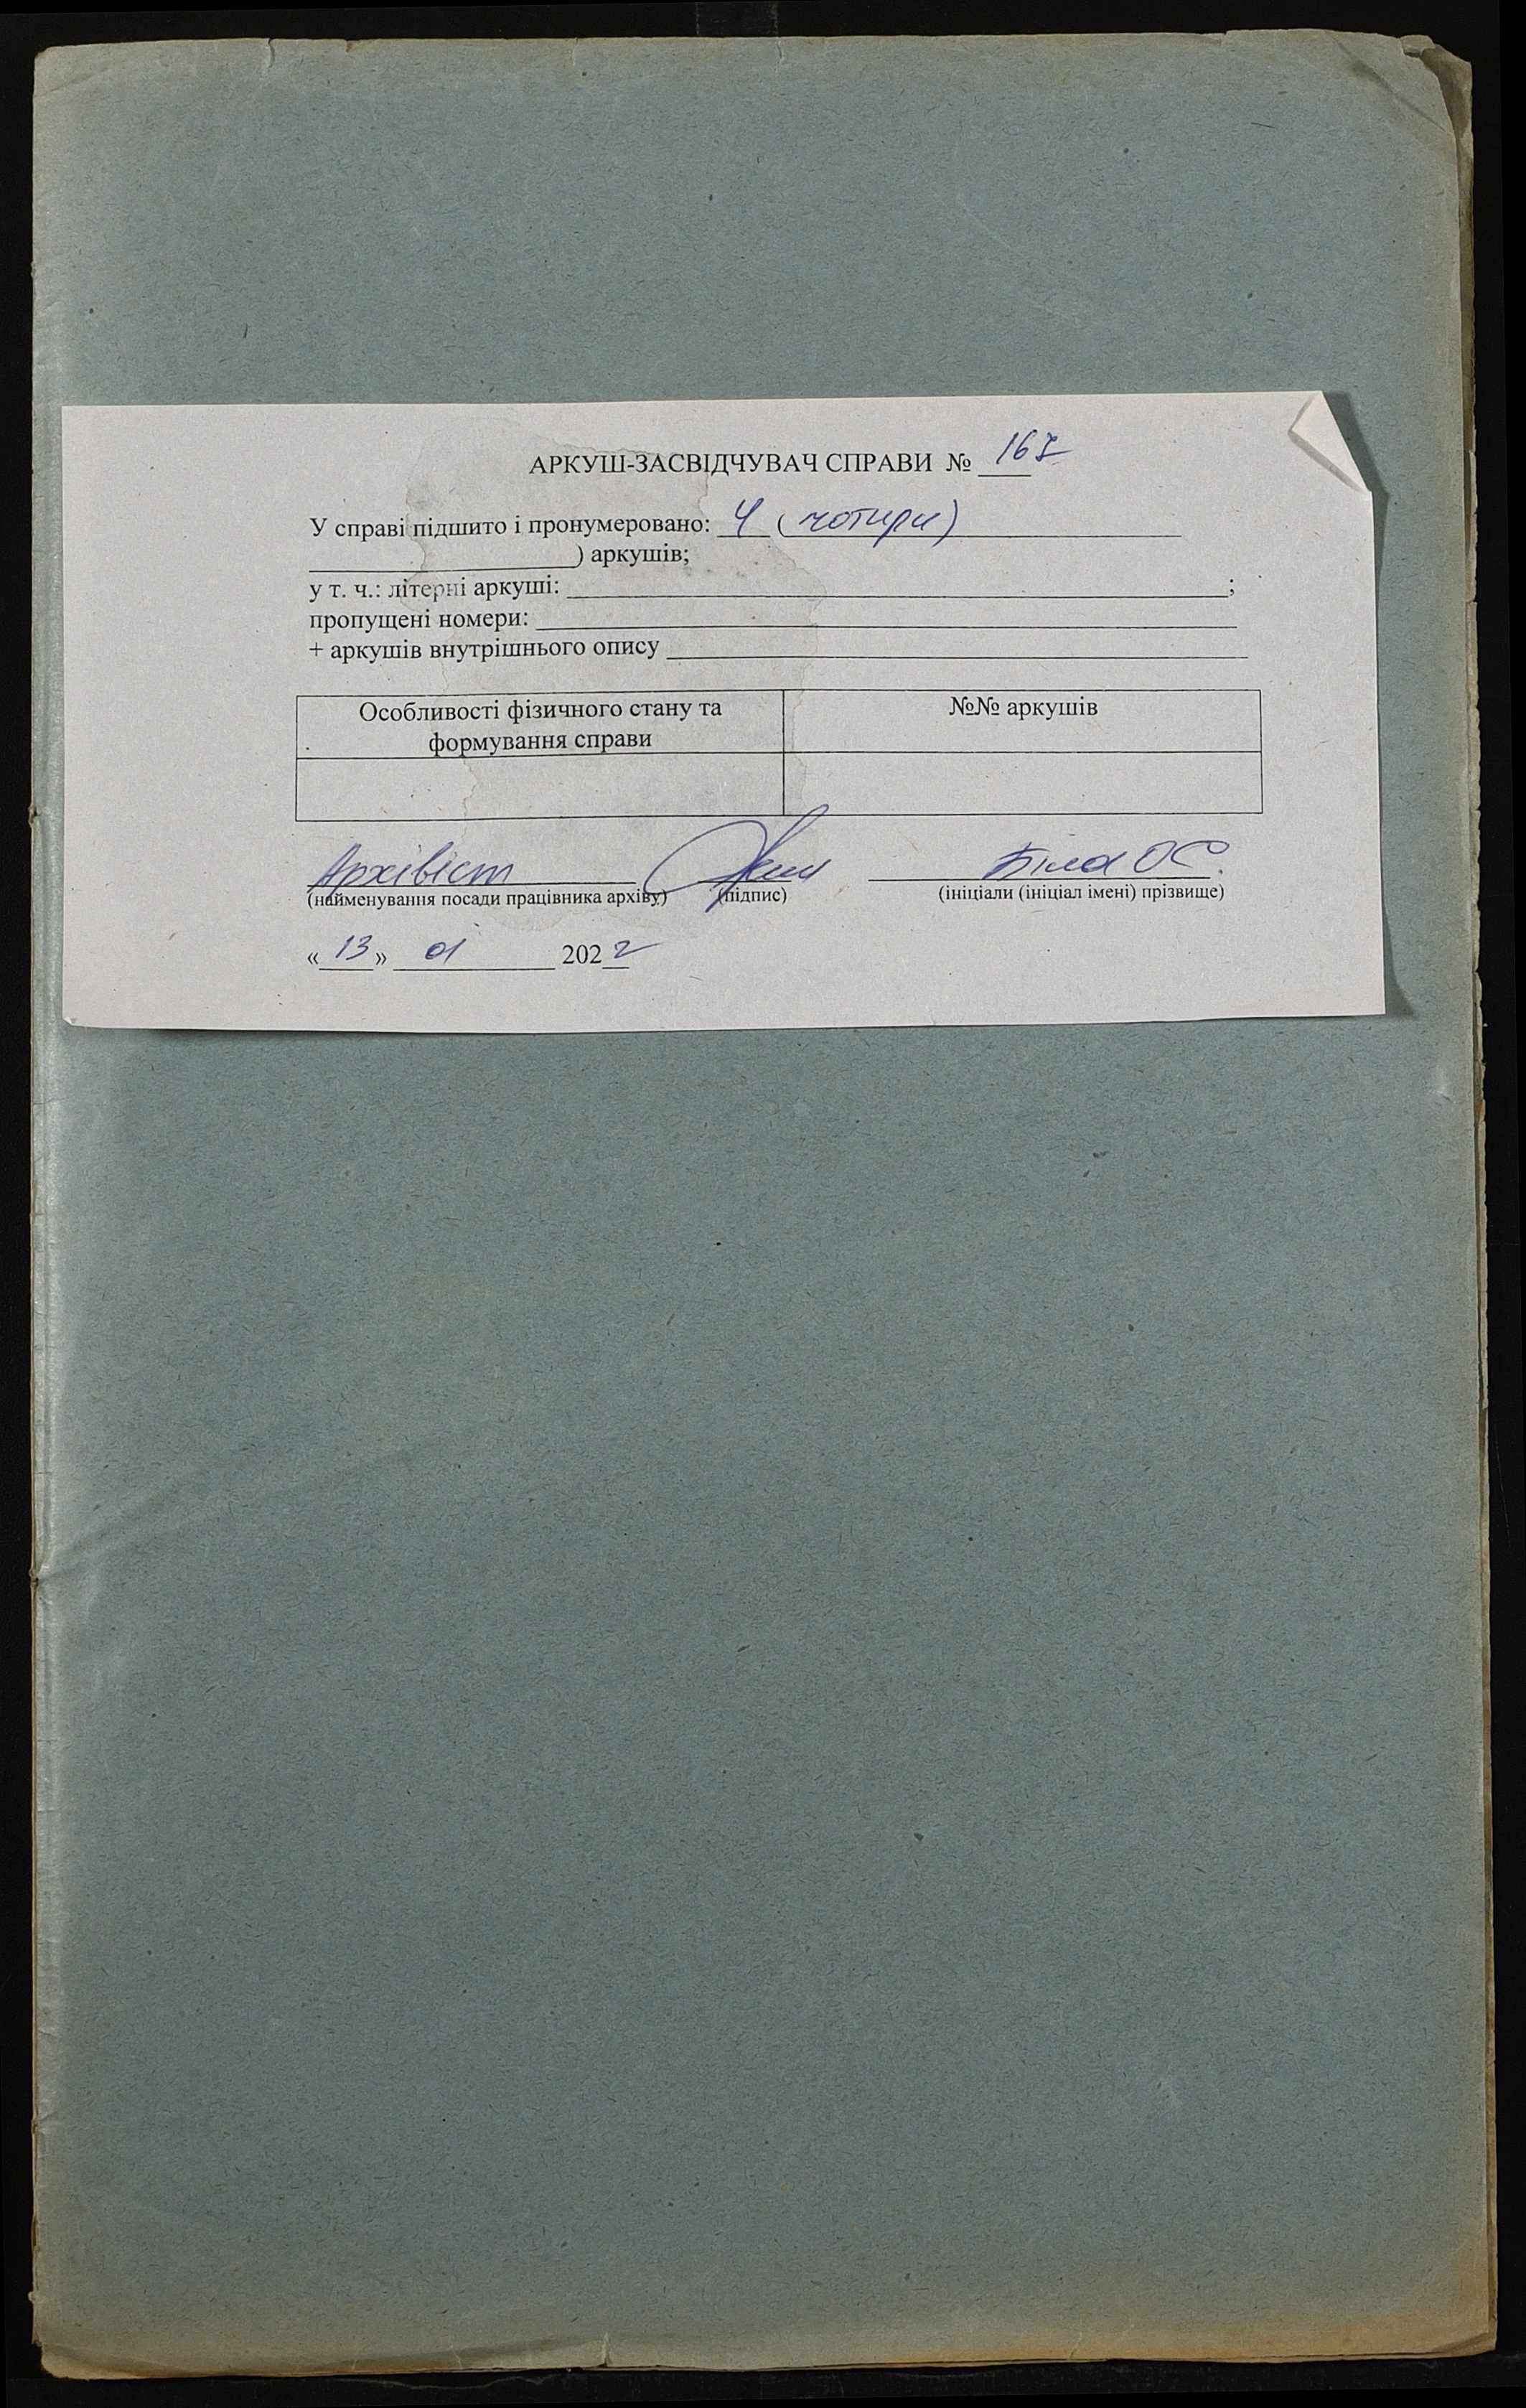 АРКУШ-ЗАСВІДЧУВАЧ СПРАВИ № 167
У справі підшито і пронумеровано: 4 ( чотири)
) аркушів;
у т. ч.: літерні аркуші: ;
пропущені номери:
+ аркушів внутрішнього опису
Особливості фізичного стану та формування справи
№№ аркушів
Архівіст Біла ОС.
(найменування посади працівника архіву) (підпис) (ініціали (ініціал імені) прізвище)
« 13 » 01 2022